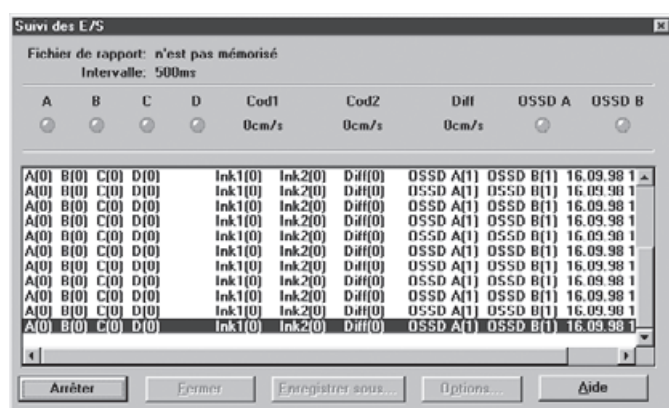 Suivi des E/S
Fichier de rapport: n'est pas mémorisé
Intervalle: 500ms
A B C D Cod1 Cod2 Diff OSSD A OSSD B
0cm/s 0cm/s 0cm/s
A(0) B(0) C(0) D(0) Ink1(0) Ink2(0) Diff(0) OSSD A(1) OSSD B(1) 16.09.98 1
A(0) B(0) C(0) D(0) Ink1(0) Ink2(0) Diff(0) OSSD A(1) OSSD B(1) 16.09.98 1
A(0) B(0) C(0) D(0) Ink1(0) Ink2(0) Diff(0) OSSD A(1) OSSD B(1) 16.09.98 1
A(0) B(0) C(0) D(0) Ink1(0) Ink2(0) Diff(0) OSSD A(1) OSSD B(1) 16.09.98 1
A(0) B(0) C(0) D(0) Ink1(0) Ink2(0) Diff(0) OSSD A(1) OSSD B(1) 16.09.98 1
A(0) B(0) C(0) D(0) Ink1(0) Ink2(0) Diff(0) OSSD A(1) OSSD B(1) 16.09.98 1
A(0) B(0) C(0) D(0) Ink1(0) Ink2(0) Diff(0) OSSD A(1) OSSD B(1) 16.09.98 1
A(0) B(0) C(0) D(0) Ink1(0) Ink2(0) Diff(0) OSSD A(1) OSSD B(1) 16.09.98 1
A(0) B(0) C(0) D(0) Ink1(0) Ink2(0) Diff(0) OSSD A(1) OSSD B(1) 16.09.98 1
A(0) B(0) C(0) D(0) Ink1(0) Ink2(0) Diff(0) OSSD A(1) OSSD B(1) 16.09.98 1
A(0) B(0) C(0) D(0) Ink1(0) Ink2(0) Diff(0) OSSD A(1) OSSD B(1) 16.09.98 1
Arrêter Fermer Enregistrer sous... Options... Aide